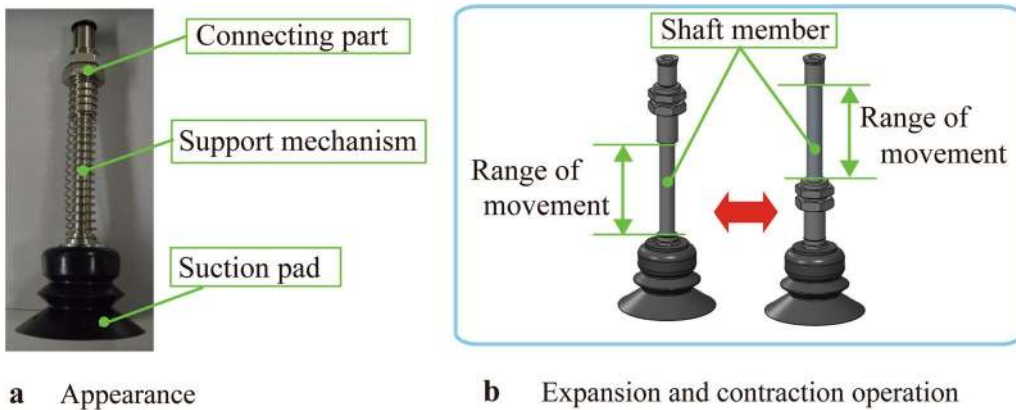 Connecting part
Support mechanism
Suction pad
Shaft member
Range of
movement
Range of
movement
a Appearance
b Expansion and contraction operation